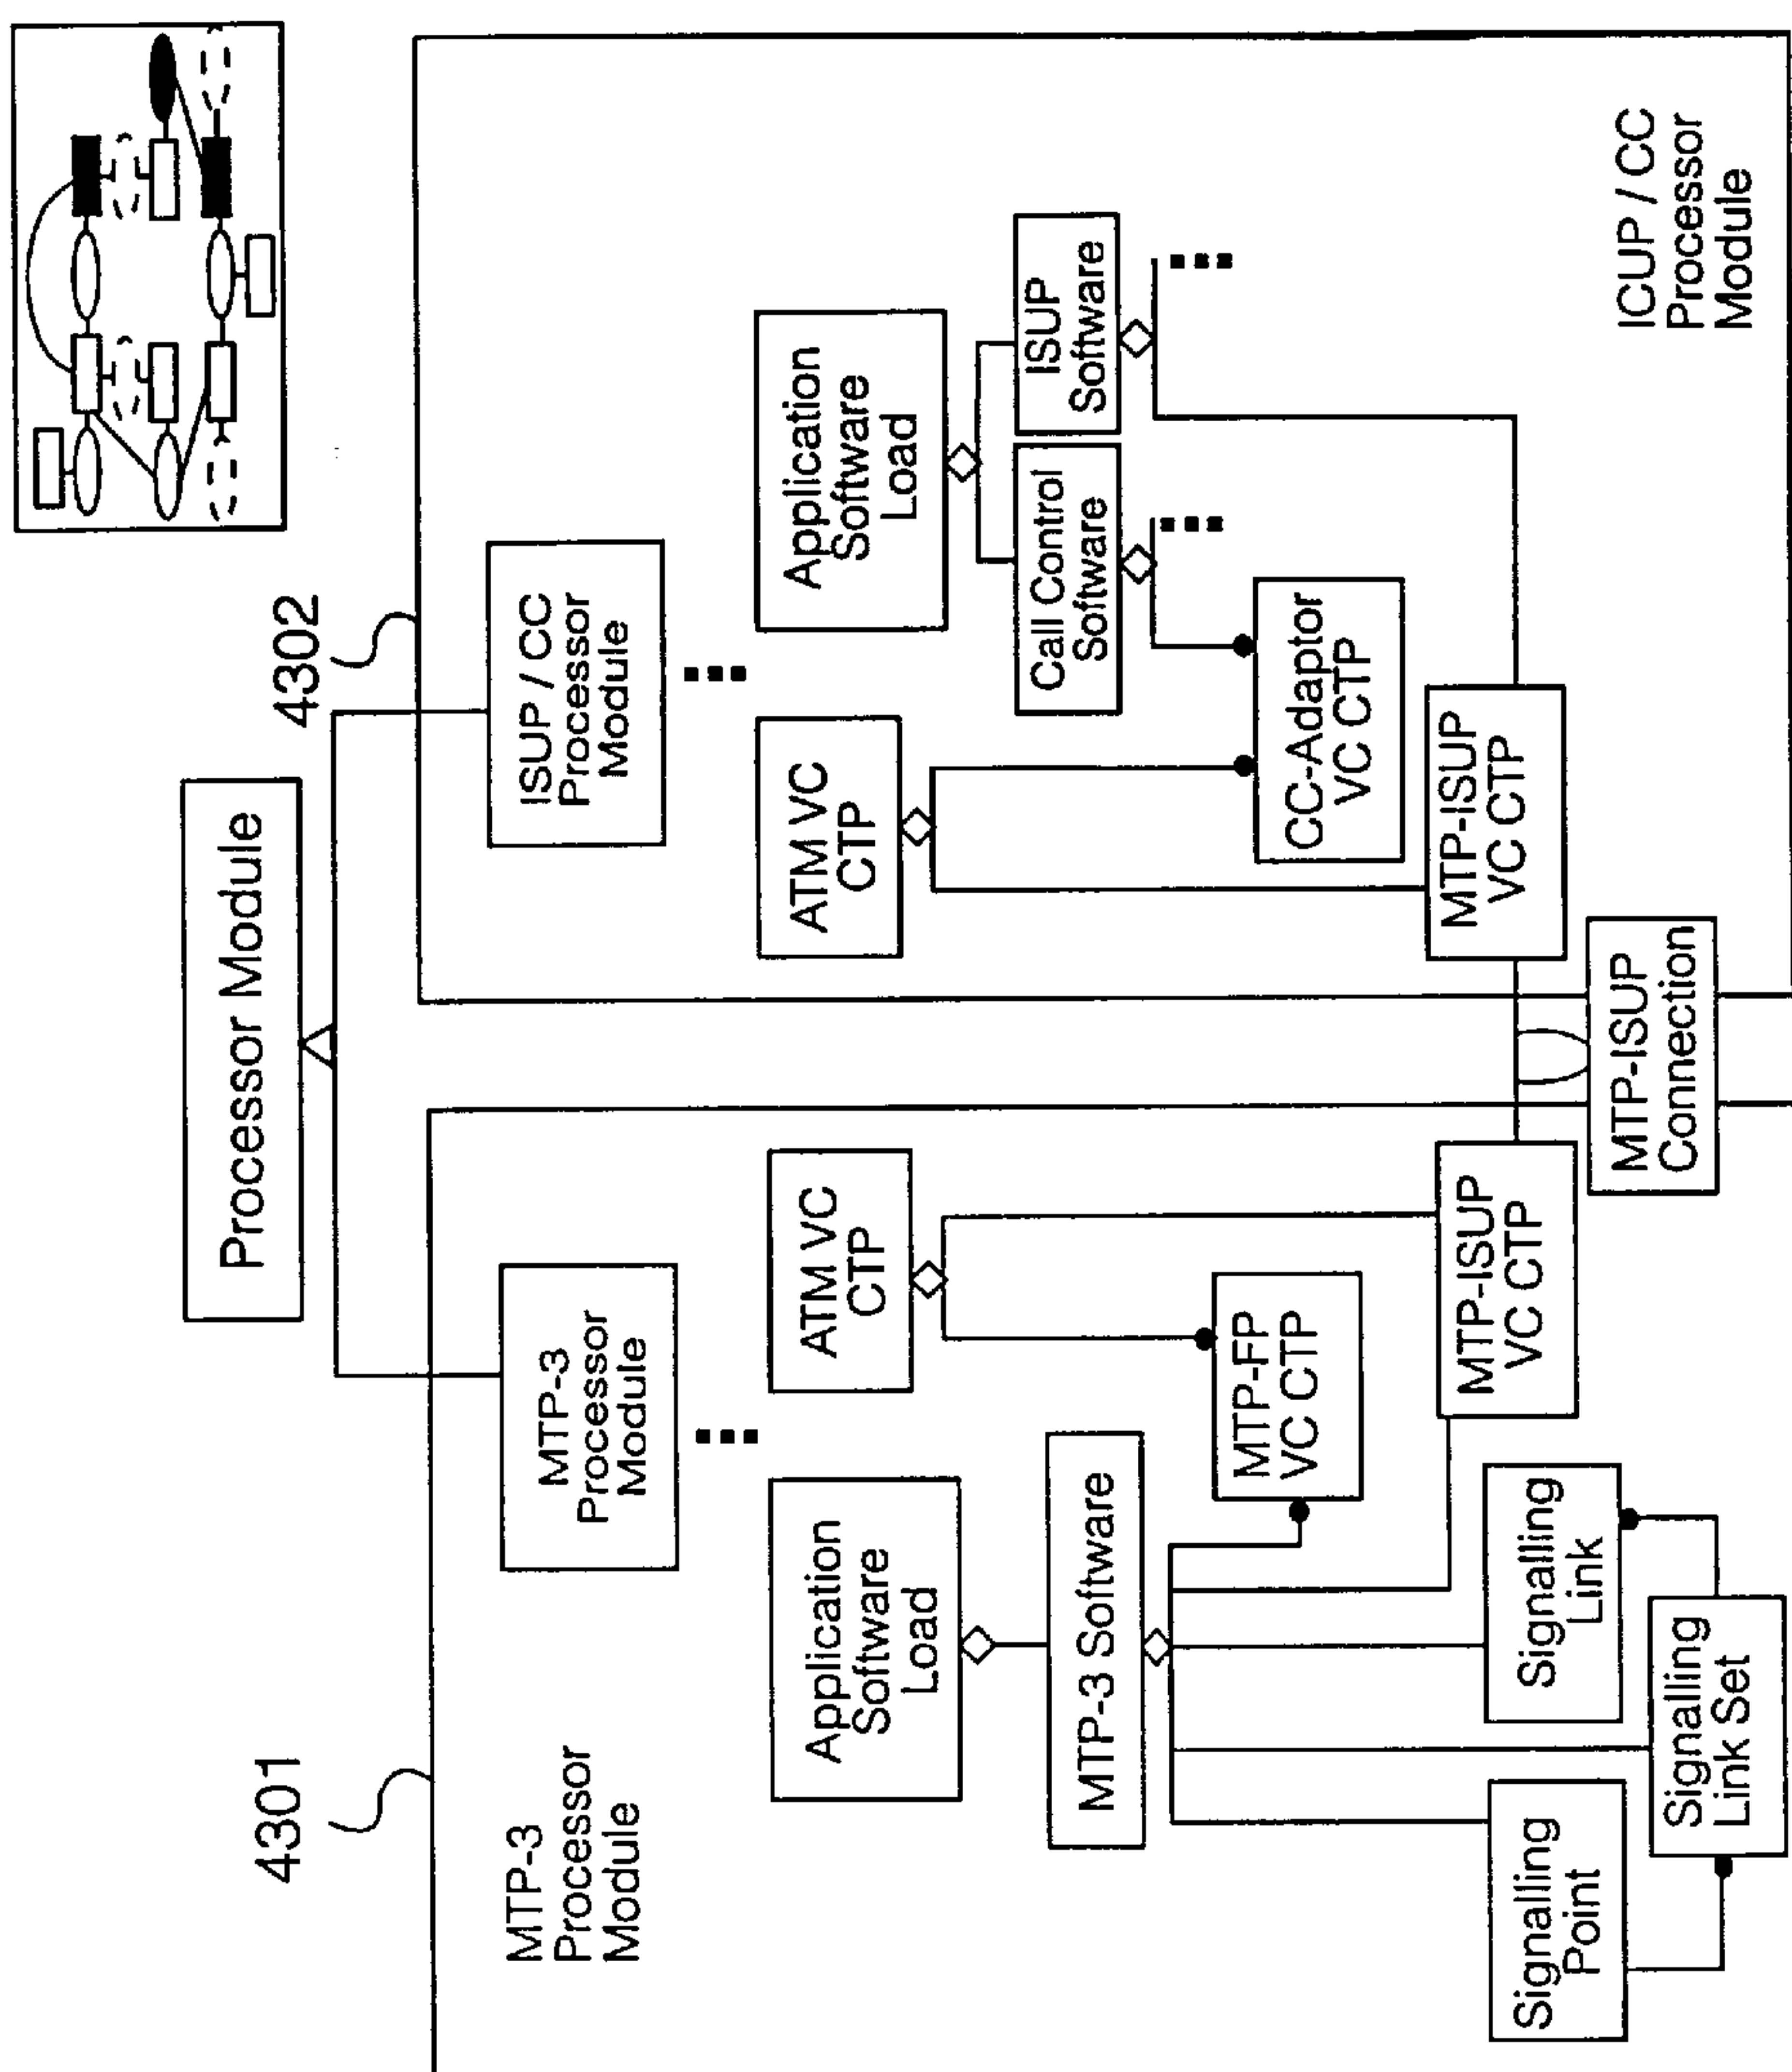 Processor Module
4301
4302
MTP-3
Processor
Module
MTP-3
Processor
Module
ISUP / CC
Processor
Module
Application
Software
Load
ATM VC
CTP
ATM VC
CTP
Application
Software
Load
MTP-3 Software
Call Control
Software
ISUP
Software
MTP-FP
VC CTP
CC-Adaptor
VC CTP
MTP-ISUP
VC CTP
MTP-ISUP
VC CTP
Signalling
Point
Signalling
Link
Signalling
Link Set
MTP-ISUP
Connection
ICUP / CC
Processor
Module